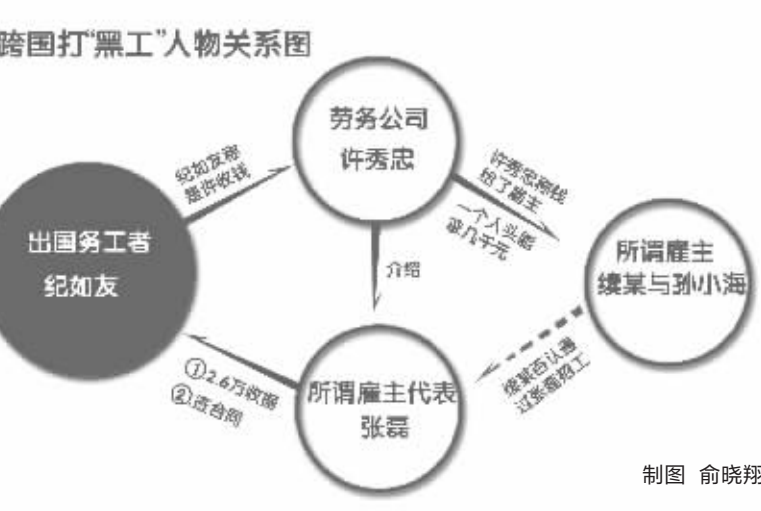 跨国打“黑工”人物关系图
劳务公司
许秀忠
纪如友称
是许收钱
许秀忠称钱
给了雇主
一个人头能
拿几千元
出国务工者
纪如友
介绍
所谓雇主
缪某与孙小海
①2.6万收据
②查合同
所谓雇主代表
张磊
缪某否认通
过张磊招工
制图 俞晓翔